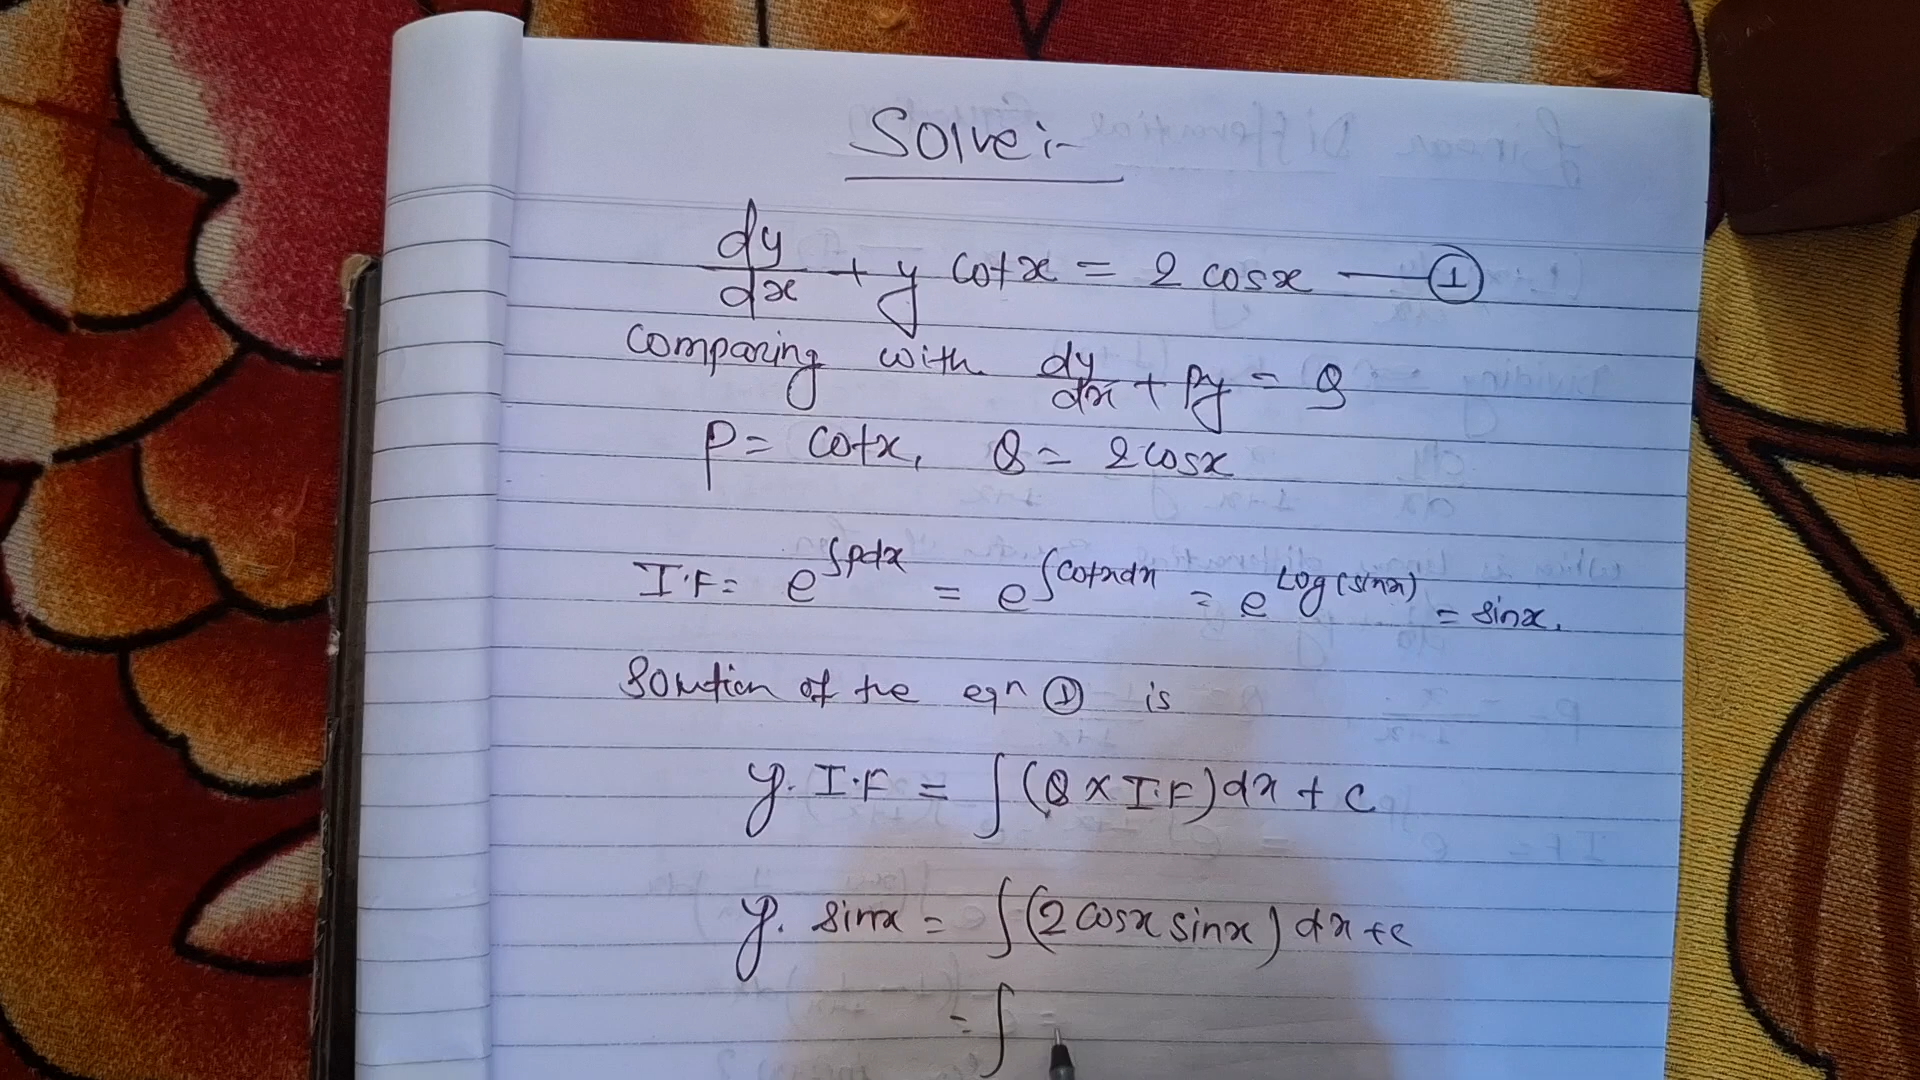 Solve:-
dy/dx + y cotx = 2 cosx —— ①
Comparing with dy/dx + Py = Q
P = cotx, Q = 2cosx
I.F = e^∫pdx = e^∫cotxdx = e^Log(sinx) = sinx.
Solution of the eqn ① is
y. I.F = ∫(Q × I.F)dx + c
y. sinx = ∫(2 cosx sinx) dx + c
= ∫